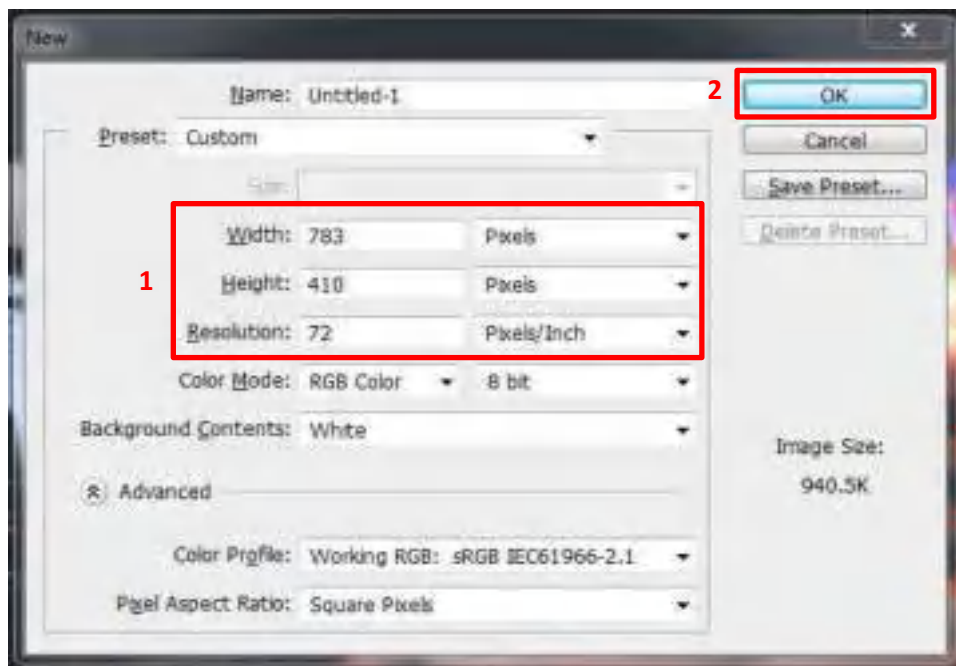 New
Name: Untitled-1
2
OK
Preset: Custom
Cancel
Size:
Save Preset...
Width: 783 Pixels
Delete Preset...
1
Height: 410 Pixels
Resolution: 72 Pixels/Inch
Color Mode: RGB Color 8 bit
Background Contents: White
Image Size:
940.5K
Advanced
Color Profile: Working RGB: sRGB IEC61966-2.1
Pixel Aspect Ratio: Square Pixels